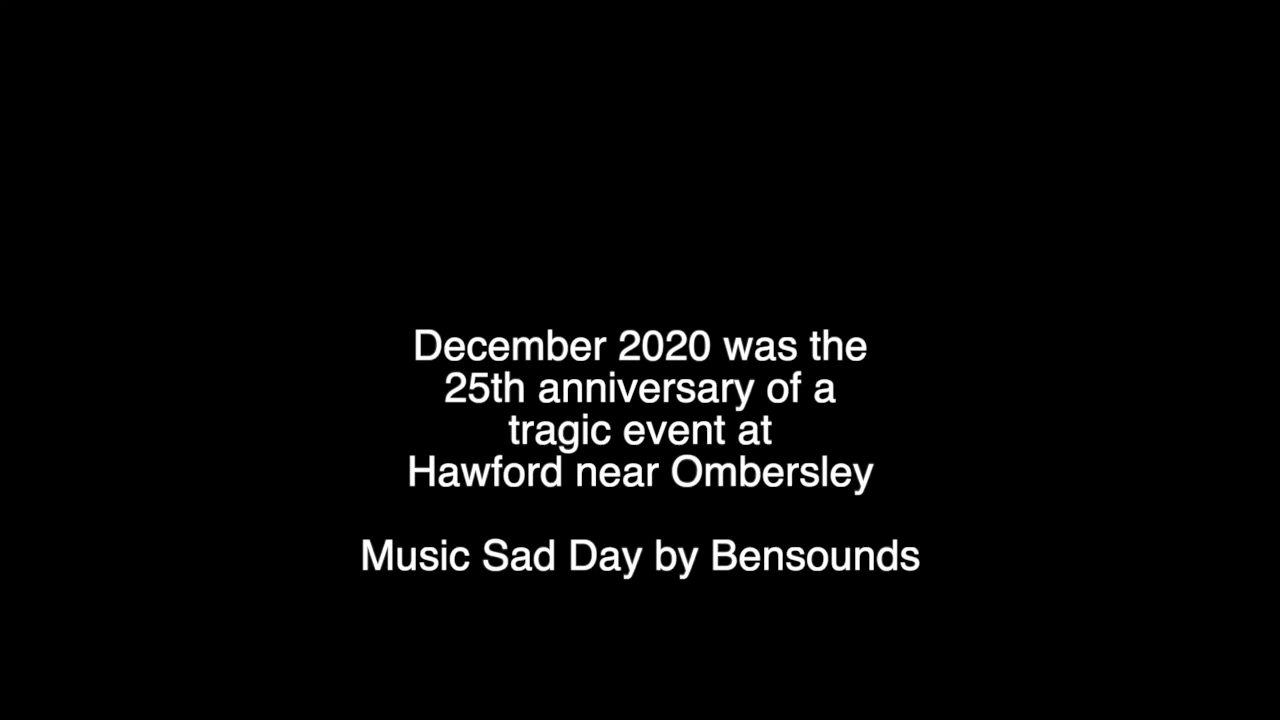 December 2020 was the
25th anniversary of a
tragic event at
Hawford near Ombersley
Music Sad Day by Bensounds